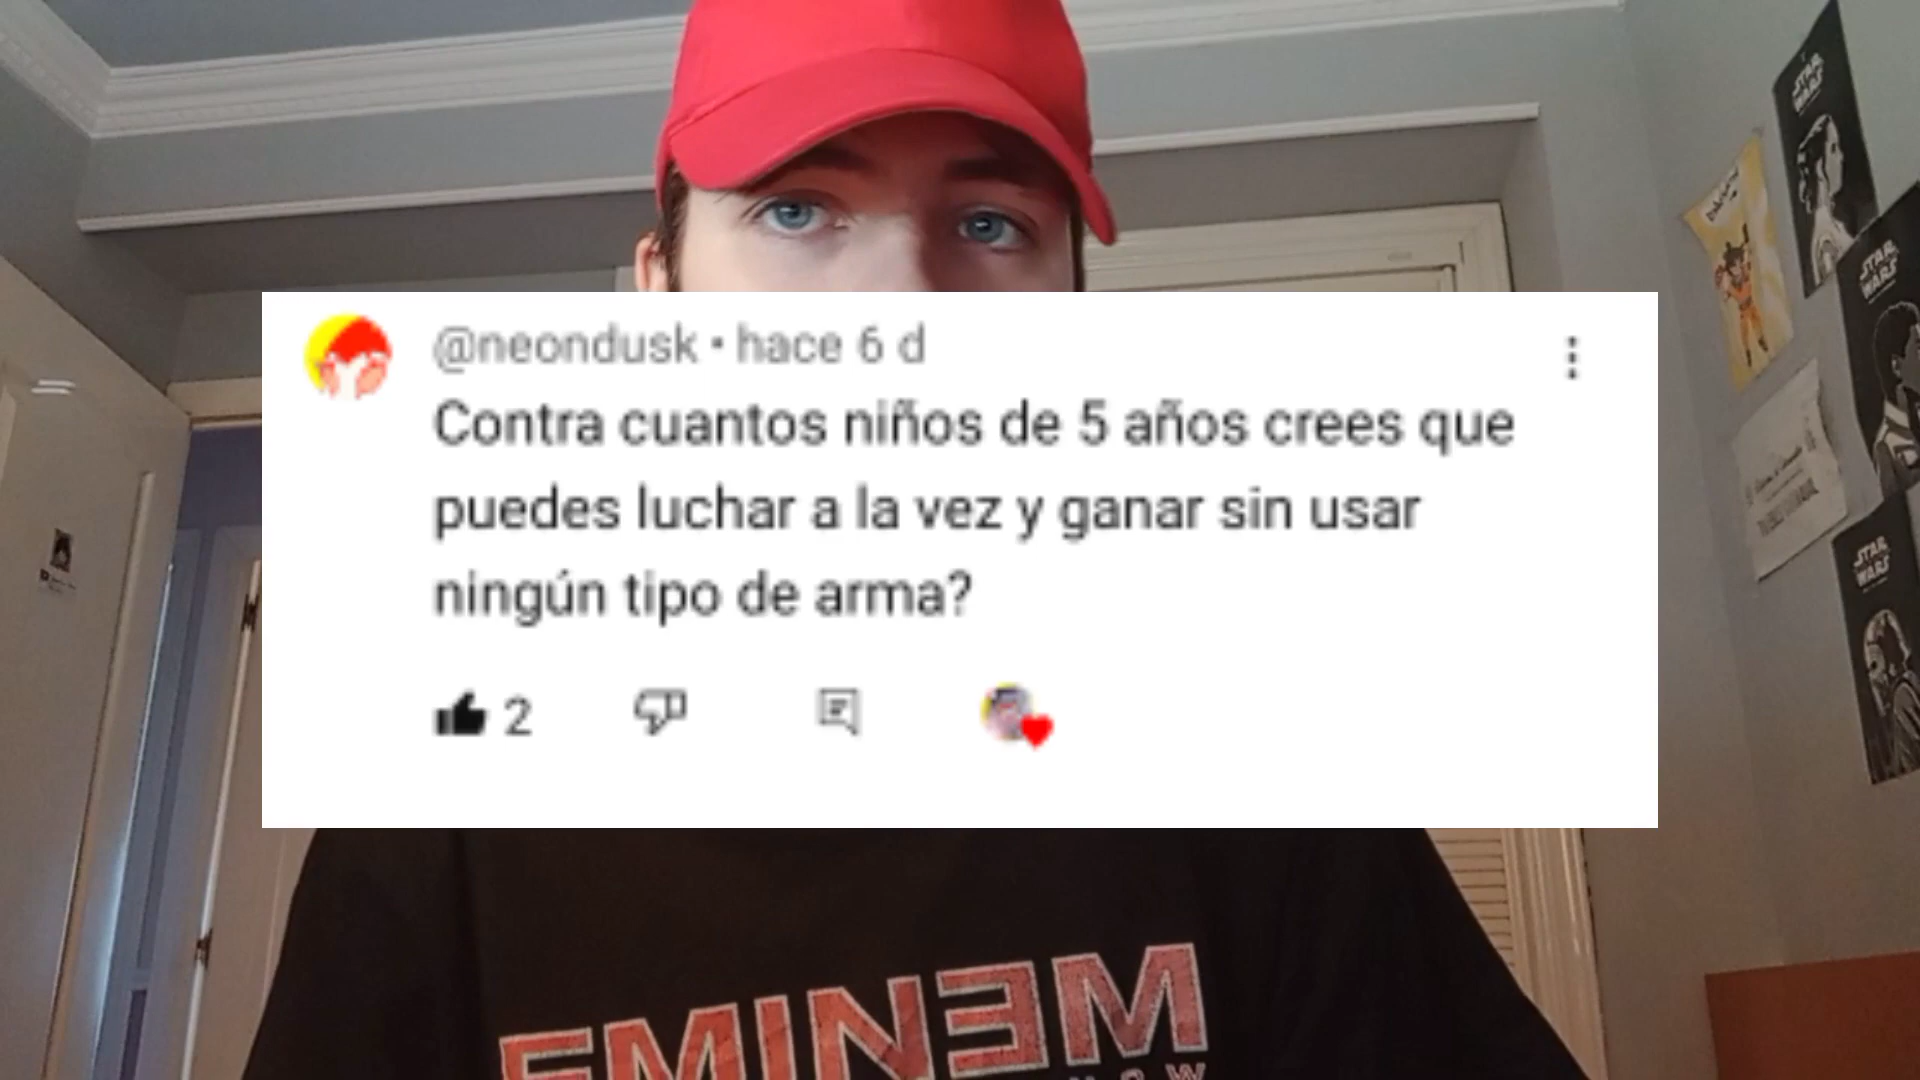 @neondusk • hace 6 d
Contra cuantos niños de 5 años crees que
puedes luchar a la vez y ganar sin usar
ningún tipo de arma?
2
STAR
WARS
STAR
WARS
STAR
WARS
EMINEM